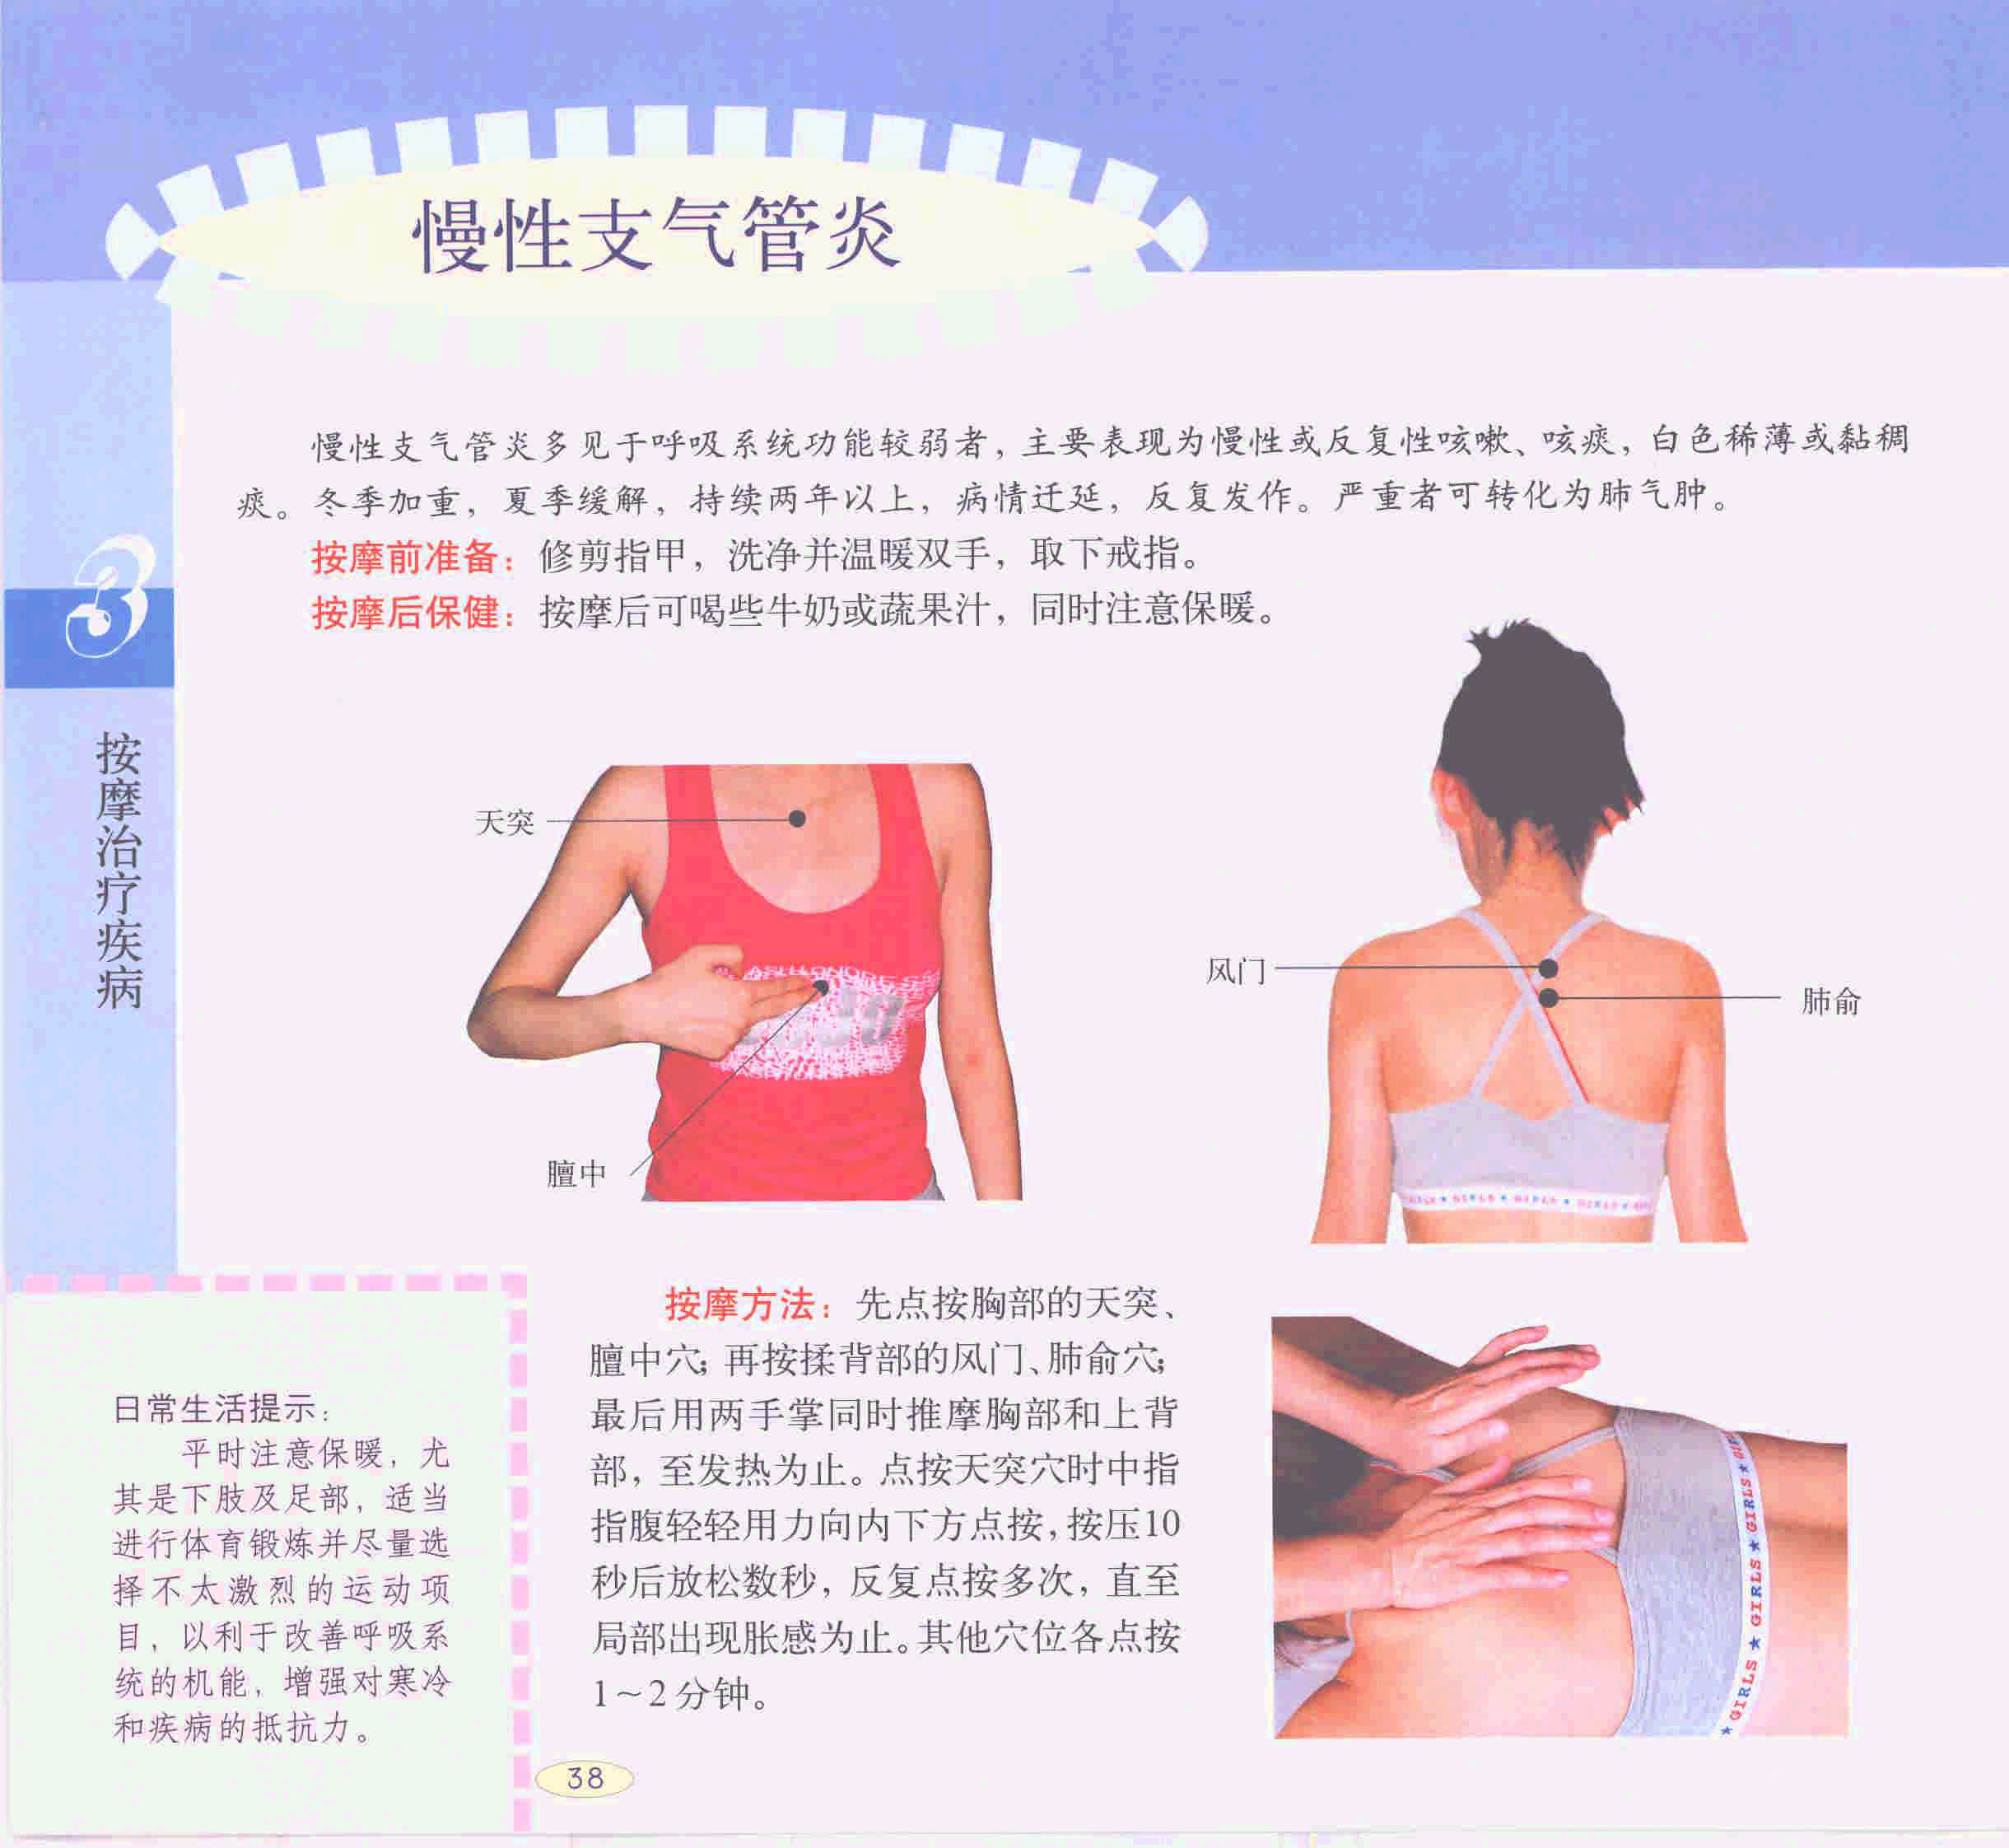 慢性支气管炎
慢性支气管炎多见于呼吸系统功能较弱者，主要表现为慢性或反复性咳嗽、咳痰，白色稀薄或黏稠
痰。冬季加重，夏季缓解，持续两年以上，病情迁延，反复发作。严重者可转化为肺气肿。
按摩前准备：修剪指甲，洗净并温暖双手，取下戒指。
按摩后保健：按摩后可喝些牛奶或蔬果汁，同时注意保暖。
3
按摩治疗疾病
天突
膻中
风门
肺俞
按摩方法：先点按胸部的天突、
膻中穴；再按揉背部的风门、肺俞穴；
最后用两手掌同时推摩胸部和上背
部，至发热为止。点按天突穴时中指
指腹轻轻用力向内下方点按，按压10
秒后放松数秒，反复点按多次，直至
局部出现胀感为止。其他穴位各点按
1～2分钟。
日常生活提示：
平时注意保暖，尤
其是下肢及足部，适当
进行体育锻炼并尽量选
择不太激烈的运动项
目，以利于改善呼吸系
统的机能，增强对寒冷
和疾病的抵抗力。
★GIRLS★GIRLS★GIRLS★GIRLS
38